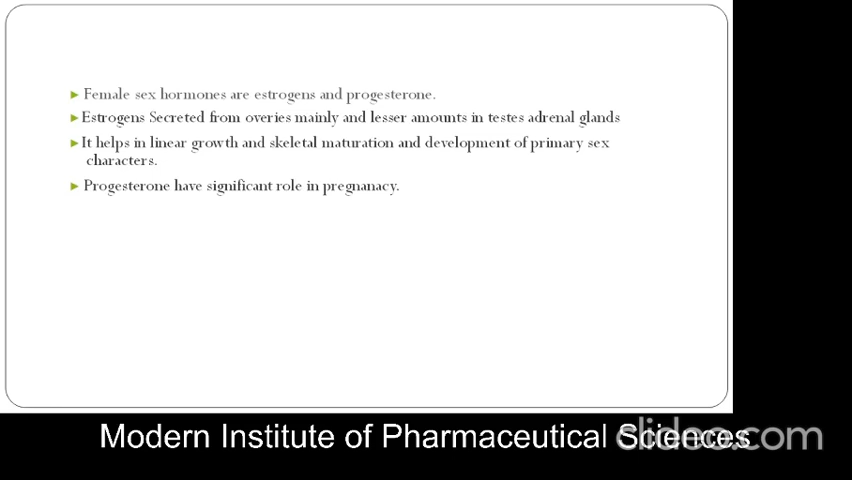 ► Female sex hormones are estrogens and progesterone.
► Estrogens Secreted from overies mainly and lesser amounts in testes adrenal glands
► It helps in linear growth and skeletal maturation and development of primary sex
characters.
► Progesterone have significant role in pregnanacy.
Modern Institute of Pharmaceutical Sciences
clideo.com